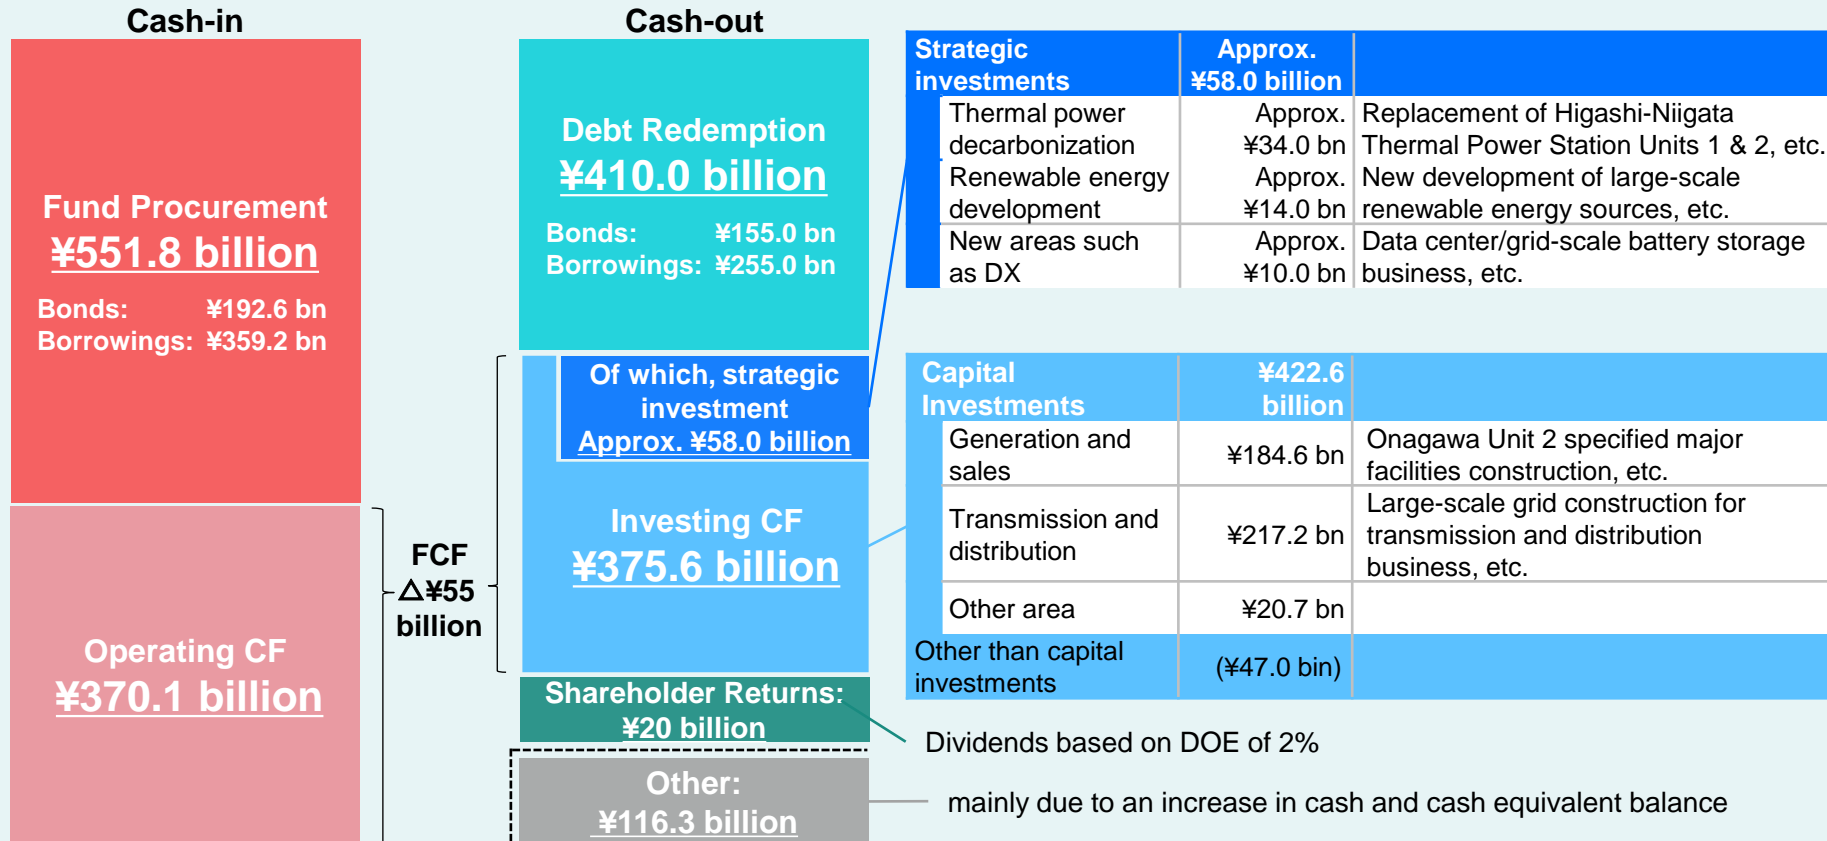 Cash-in
Fund Procurement
¥551.8 billion
Bonds: ¥192.6 bn
Borrowings: ¥359.2 bn
Operating CF
¥370.1 billion
FCF
△¥55
billion
Cash-out
Debt Redemption
¥410.0 billion
Bonds: ¥155.0 bn
Borrowings: ¥255.0 bn
Of which, strategic
investment
Approx. ¥58.0 billion
Investing CF
¥375.6 billion
Shareholder Returns:
¥20 billion
Other:
¥116.3 billion
Strategic Approx.
investments ¥58.0 billion
Thermal power Approx. Replacement of Higashi-Niigata
decarbonization ¥34.0 bn Thermal Power Station Units 1 & 2, etc.
Renewable energy Approx. New development of large-scale
development ¥14.0 bn renewable energy sources, etc.
New areas such Approx. Data center/grid-scale battery storage
as DX ¥10.0 bn business, etc.
Capital ¥422.6
Investments billion
Generation and
sales
¥184.6 bn
Onagawa Unit 2 specified major
facilities construction, etc.
Transmission and
distribution
¥217.2 bn
Large-scale grid construction for
transmission and distribution
business, etc.
Other area ¥20.7 bn
Other than capital
investments
(¥47.0 bin)
Dividends based on DOE of 2%
mainly due to an increase in cash and cash equivalent balance